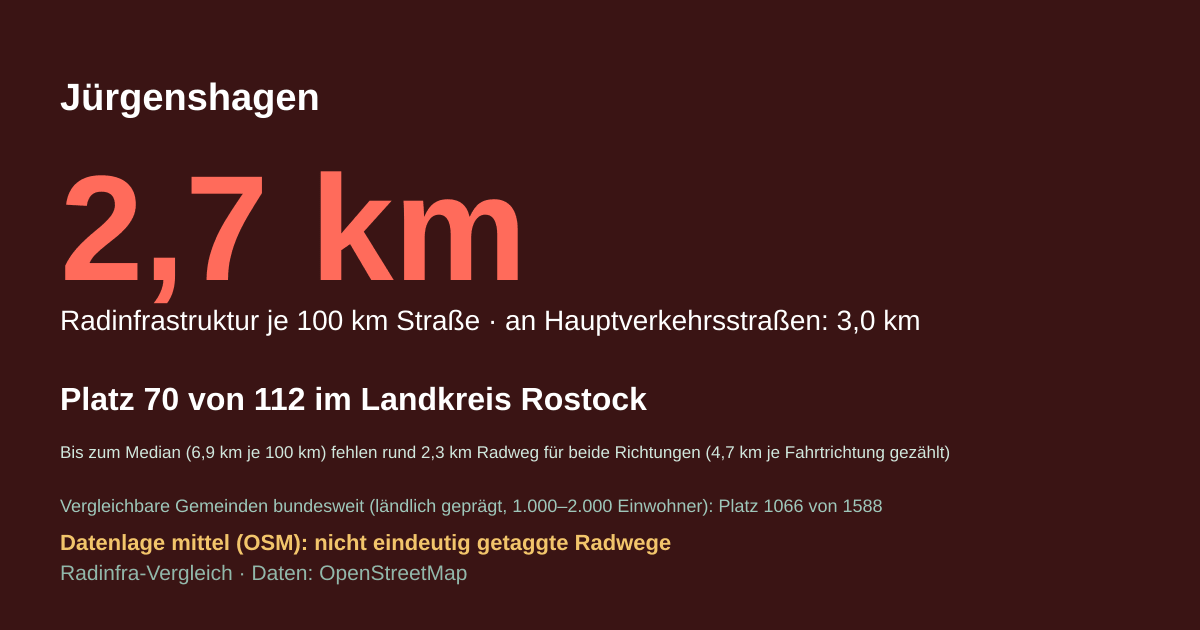 Jürgenshagen
2,7 km
Radinfrastruktur je 100 km Straße · an Hauptverkehrsstraßen: 3,0 km
Platz 70 von 112 im Landkreis Rostock
Bis zum Median (6,9 km je 100 km) fehlen rund 2,3 km Radweg für beide Richtungen (4,7 km je Fahrtrichtung gezählt)
Vergleichbare Gemeinden bundesweit (ländlich geprägt, 1.000–2.000 Einwohner): Platz 1066 von 1588
Datenlage mittel (OSM): nicht eindeutig getaggte Radwege
Radinfra-Vergleich · Daten: OpenStreetMap